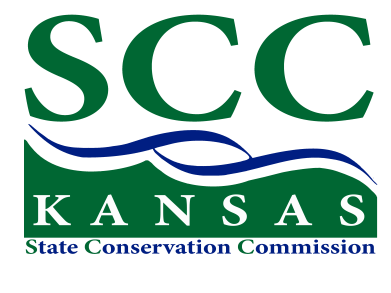 SCC
KANSAS
State Conservation Commission